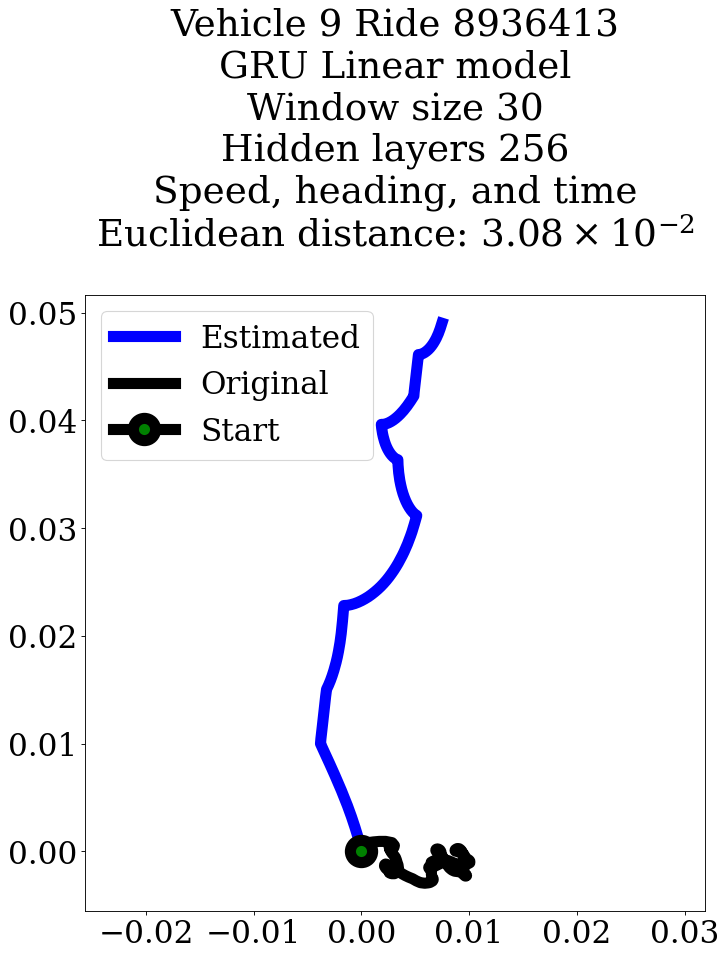 Vehicle 9 Ride 8936413
GRU Linear model
Window size 30
Hidden layers 256
Speed, heading, and time
Euclidean distance: 3.08 × 10⁻²
Estimated
Original
Start
0.05
0.04
0.03
0.02
0.01
0.00
−0.02 −0.01 0.00 0.01 0.02 0.03